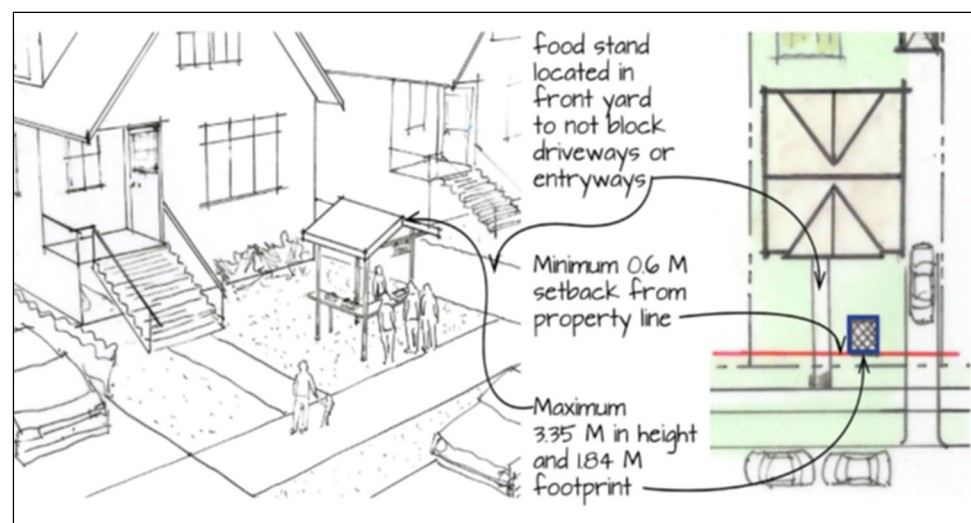 food stand
located in
front yard
to not block
driveways or
entryways
Minimum 0.6 M
setback from
property line
Maximum
3.35 M in height
and 1.84 M
footprint